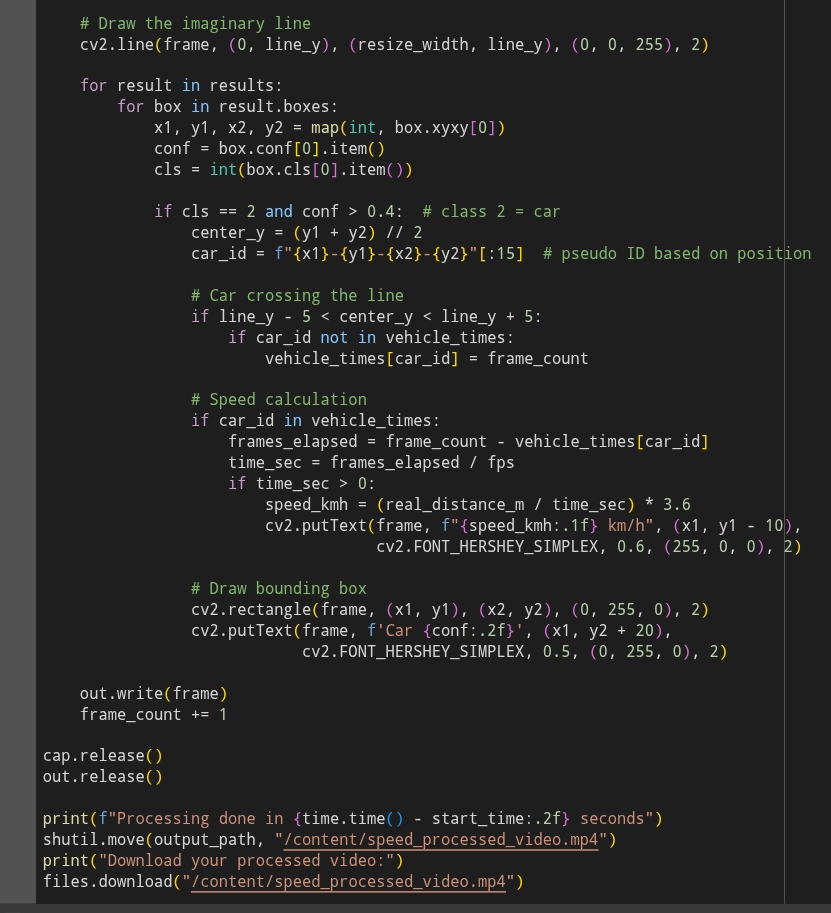 # Draw the imaginary line
cv2.line(frame, (0, line_y), (resize_width, line_y), (0, 0, 255), 2)
for result in results:
for box in result.boxes:
x1, y1, x2, y2 = map(int, box.xyxy[0])
conf = box.conf[0].item()
cls = int(box.cls[0].item())
if cls == 2 and conf > 0.4:  # class 2 = car
center_y = (y1 + y2) // 2
car_id = f"{x1}-{y1}-{x2}-{y2}"[:15]  # pseudo ID based on position
# Car crossing the line
if line_y - 5 < center_y < line_y + 5:
if car_id not in vehicle_times:
vehicle_times[car_id] = frame_count
# Speed calculation
if car_id in vehicle_times:
frames_elapsed = frame_count - vehicle_times[car_id]
time_sec = frames_elapsed / fps
if time_sec > 0:
speed_kmh = (real_distance_m / time_sec) * 3.6
cv2.putText(frame, f"{speed_kmh:.1f} km/h", (x1, y1 - 10),
cv2.FONT_HERSHEY_SIMPLEX, 0.6, (255, 0, 0), 2)
# Draw bounding box
cv2.rectangle(frame, (x1, y1), (x2, y2), (0, 255, 0), 2)
cv2.putText(frame, f'Car {conf:.2f}', (x1, y2 + 20),
cv2.FONT_HERSHEY_SIMPLEX, 0.5, (0, 255, 0), 2)
out.write(frame)
frame_count += 1
cap.release()
out.release()
print(f"Processing done in {time.time() - start_time:.2f} seconds")
shutil.move(output_path, "/content/speed_processed_video.mp4")
print("Download your processed video:")
files.download("/content/speed_processed_video.mp4")